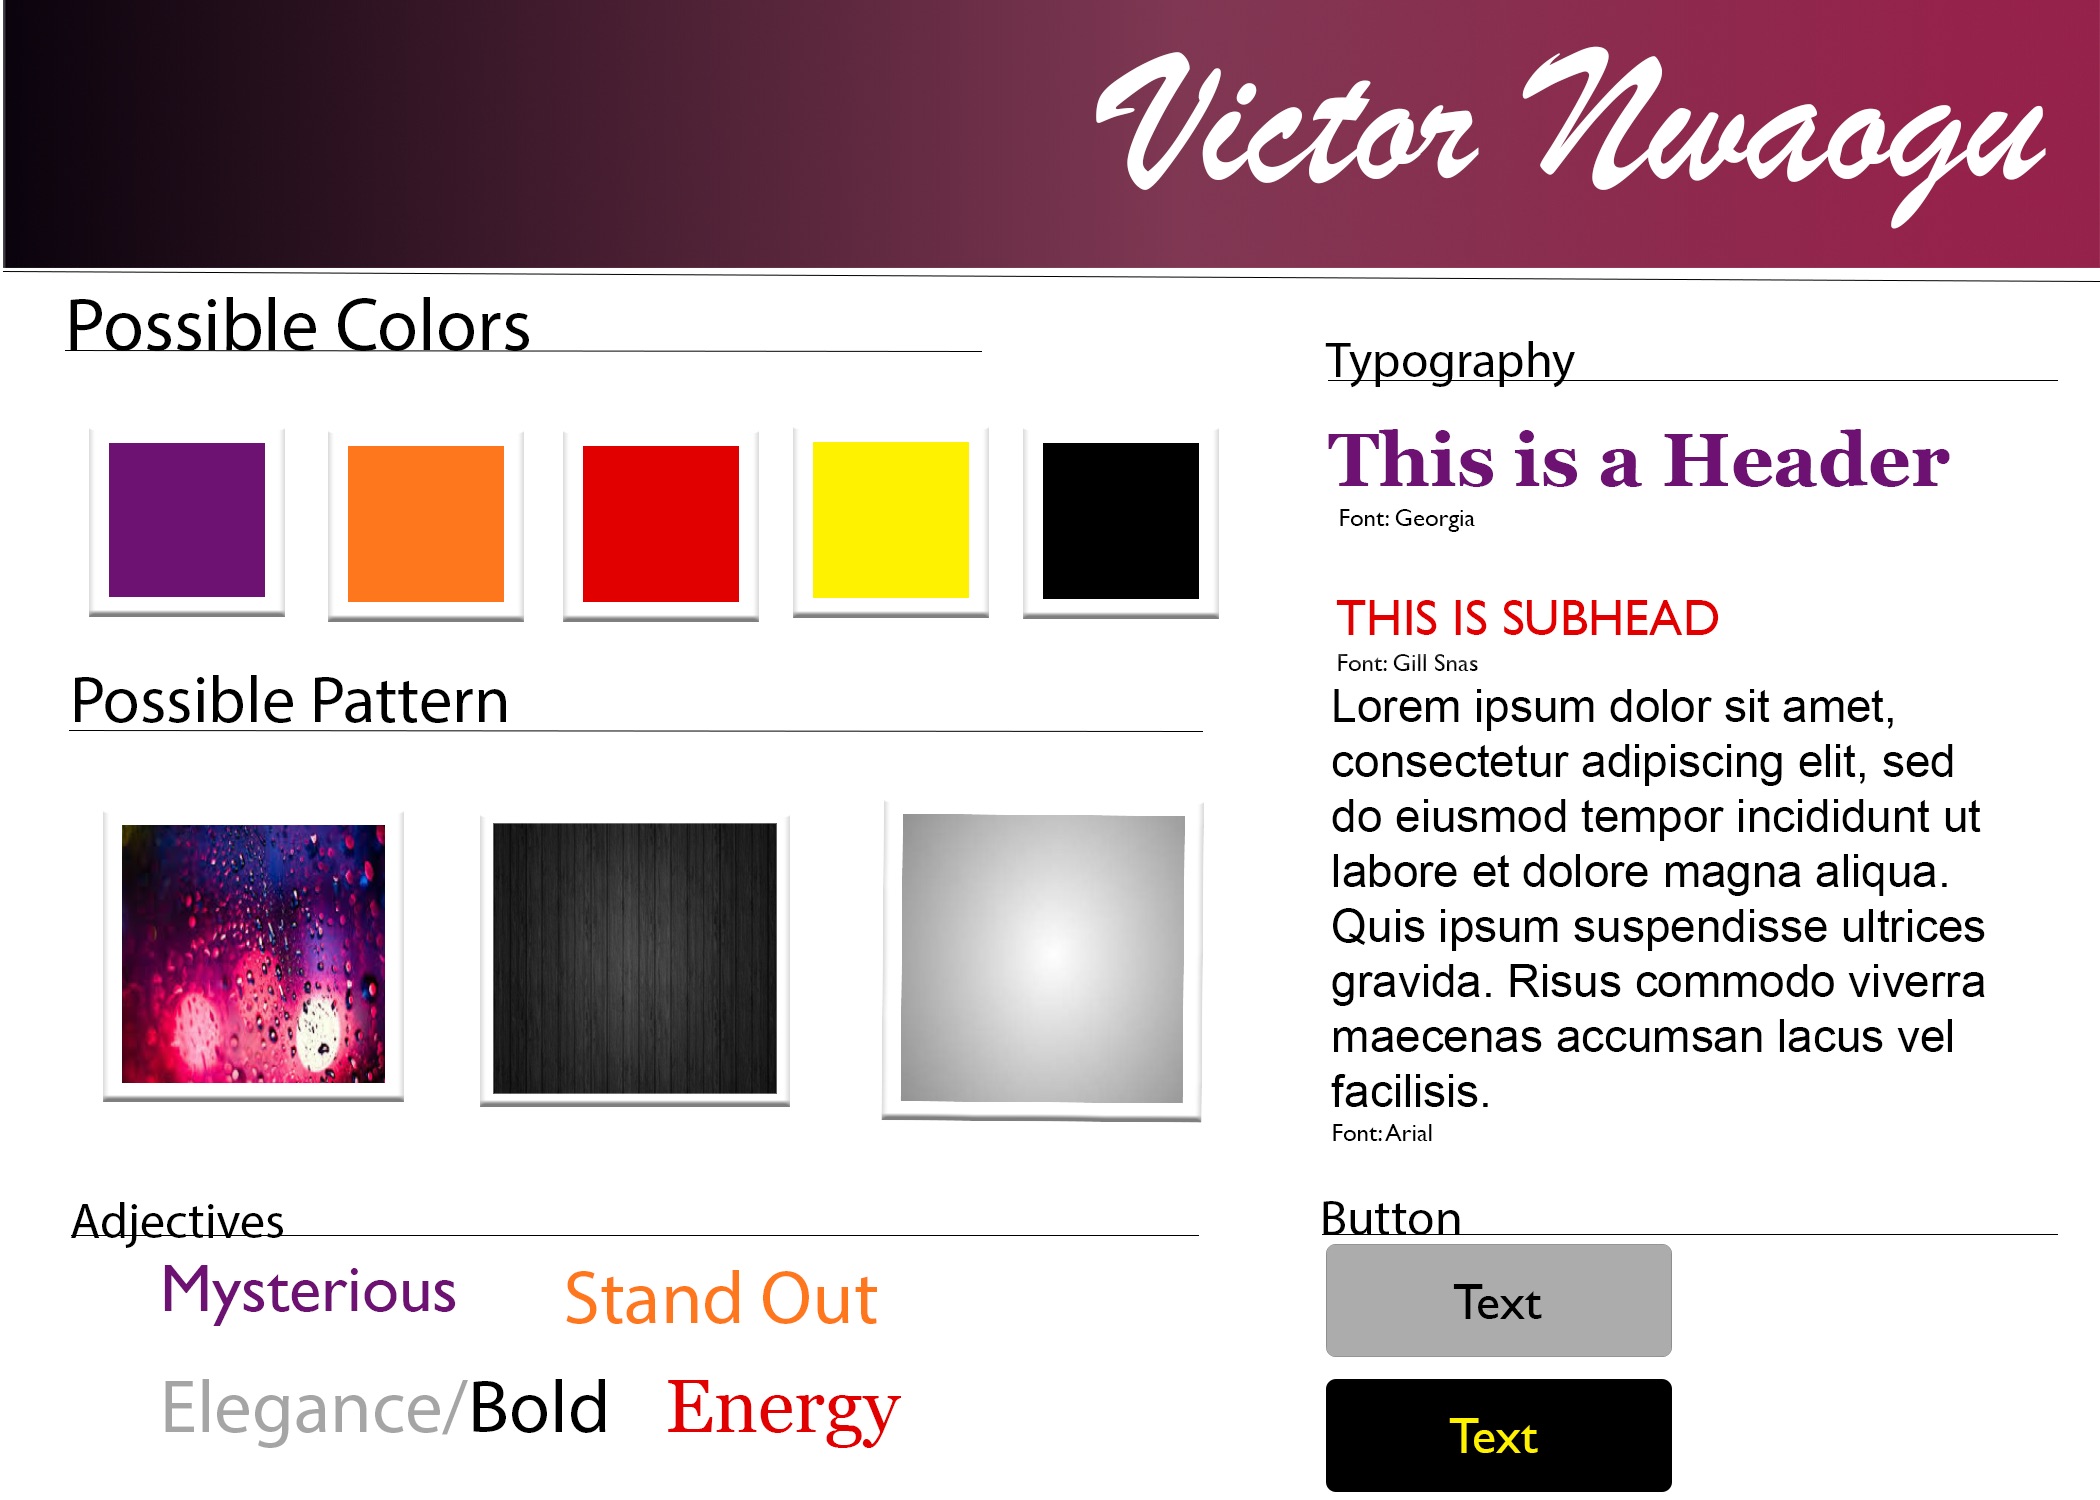 Victor Nwaogu
Possible Colors
Possible Pattern
Adjectives
Mysterious
Stand Out
Elegance/Bold
Energy
Typography
This is a Header
Font: Georgia
THIS IS SUBHEAD
Font: Gill Snas
Lorem ipsum dolor sit amet,
consectetur adipiscing elit, sed
do eiusmod tempor incididunt ut
labore et dolore magna aliqua.
Quis ipsum suspendisse ultrices
gravida. Risus commodo viverra
maecenas accumsan lacus vel
facilisis.
Font: Arial
Button
Text
Text